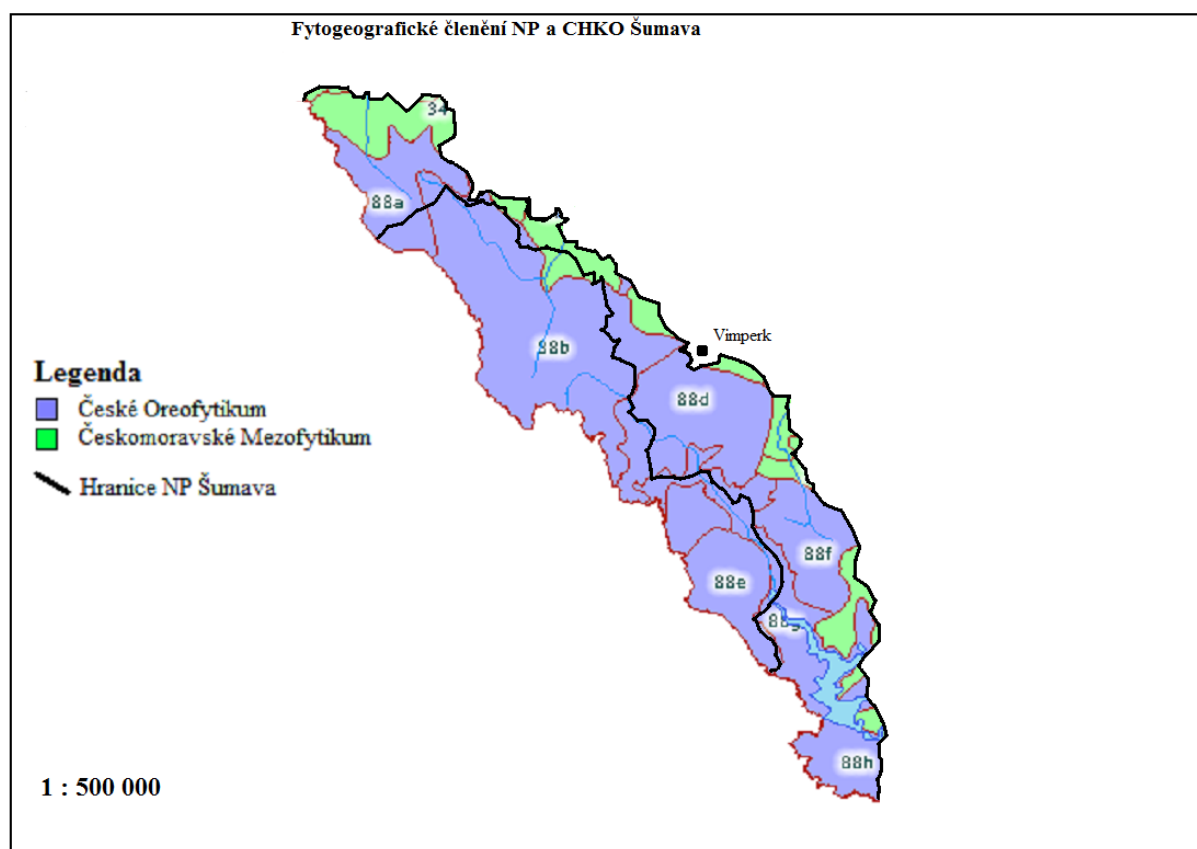 Fytogeografické členění NP a CHKO Šumava
34
88a
88b
Vimperk
Legenda
České Oreofytikum
88d
Českomoravské Mezofytikum
Hranice NP Šumava
88f
88e
88g
88h
1 : 500 000